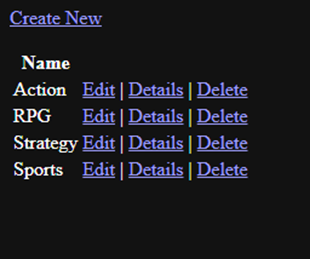 Create New
Name
Action Edit | Details | Delete
RPG Edit | Details | Delete
Strategy Edit | Details | Delete
Sports Edit | Details | Delete